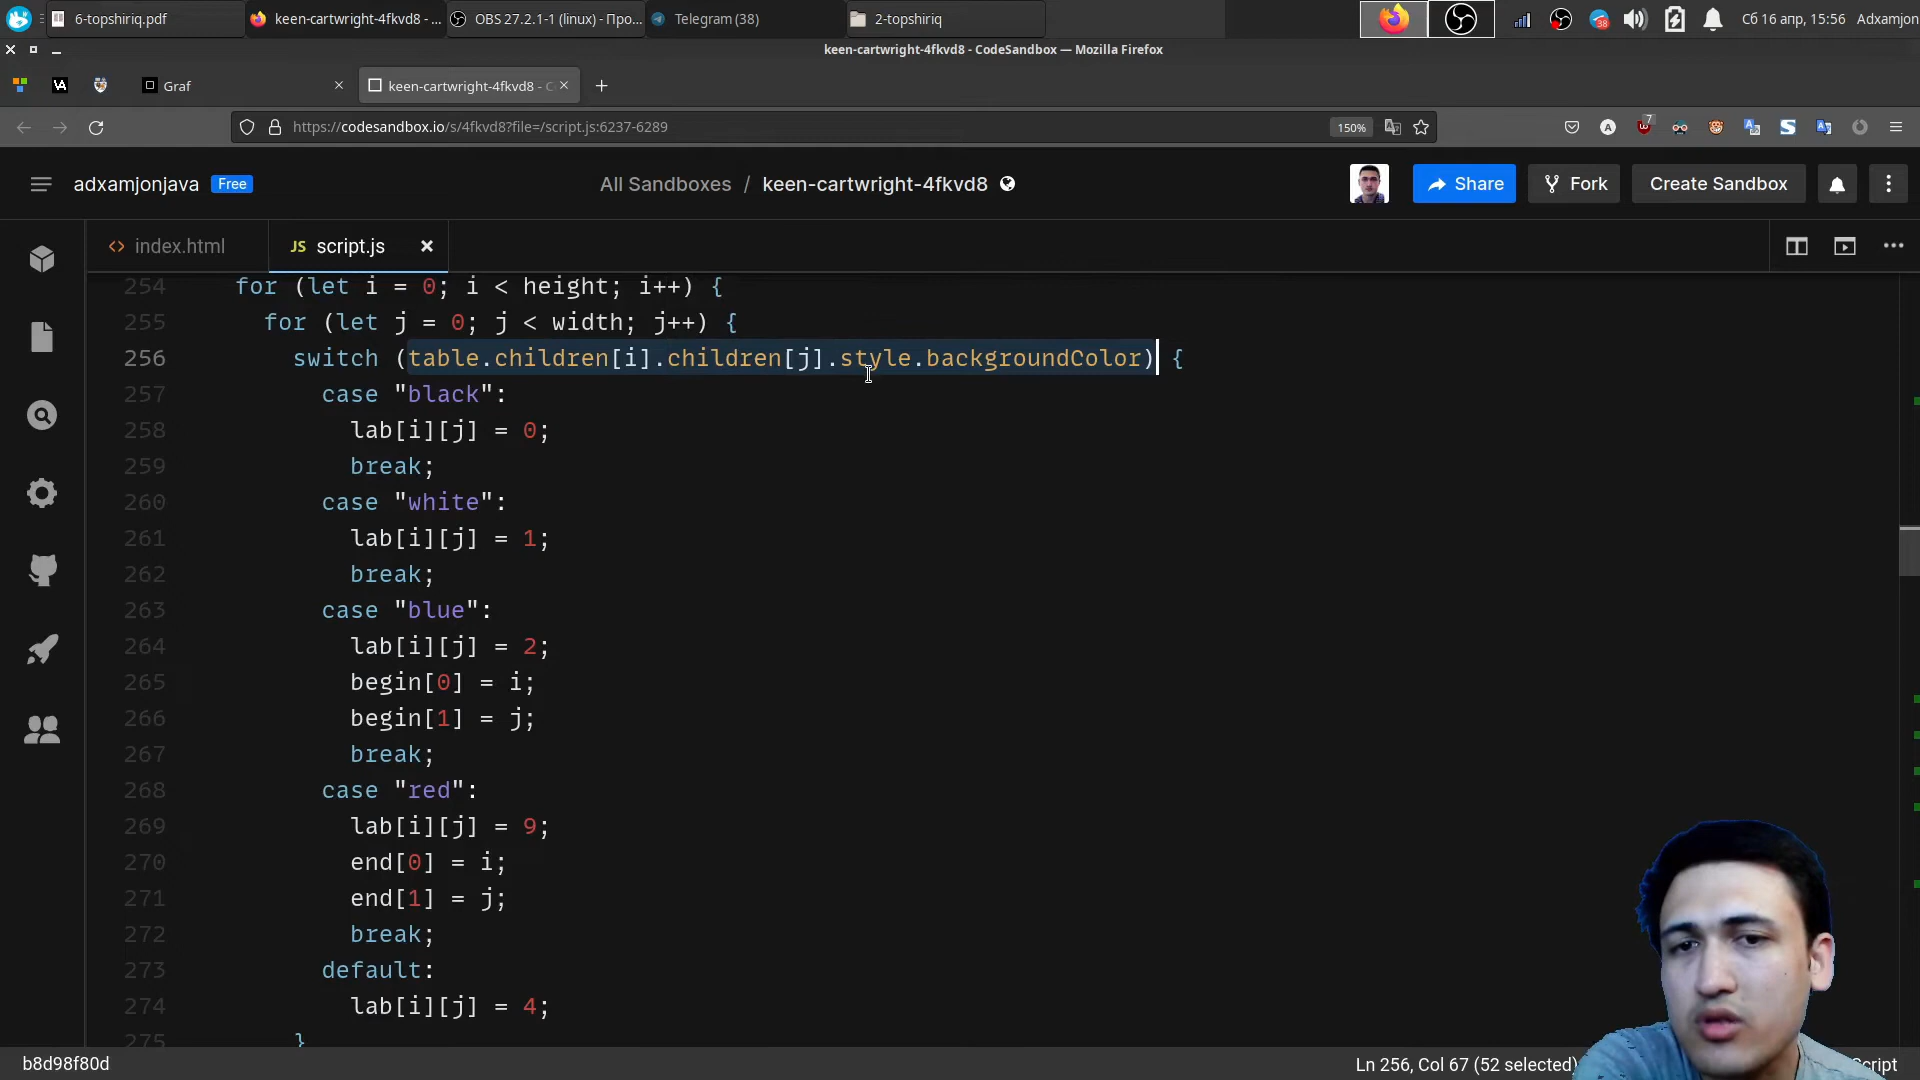 6-topshiriq.pdf
keen-cartwright-4fkvd8 - ...
OBS 27.2.1-1 (linux) - Про...
Telegram (38)
2-topshiriq
38
Сб 16 апр, 15:56
Adxamjon
keen-cartwright-4fkvd8 - CodeSandbox — Mozilla Firefox
VA
Graf
keen-cartwright-4fkvd8 - C
https://codesandbox.io/s/4fkvd8?file=/script.js:6237-6289
150%
7
adxamjonjava
Free
All Sandboxes / keen-cartwright-4fkvd8
Share
Fork
Create Sandbox
<> index.html
JS script.js
254 for (let i = 0; i < height; i++) {
255 for (let j = 0; j < width; j++) {
256 switch (table.children[i].children[j].style.backgroundColor) {
257 case "black":
258 lab[i][j] = 0;
259 break;
260 case "white":
261 lab[i][j] = 1;
262 break;
263 case "blue":
264 lab[i][j] = 2;
265 begin[0] = i;
266 begin[1] = j;
267 break;
268 case "red":
269 lab[i][j] = 9;
270 end[0] = i;
271 end[1] = j;
272 break;
273 default:
274 lab[i][j] = 4;
275 }
b8d98f80d
Ln 256, Col 67 (52 selected)